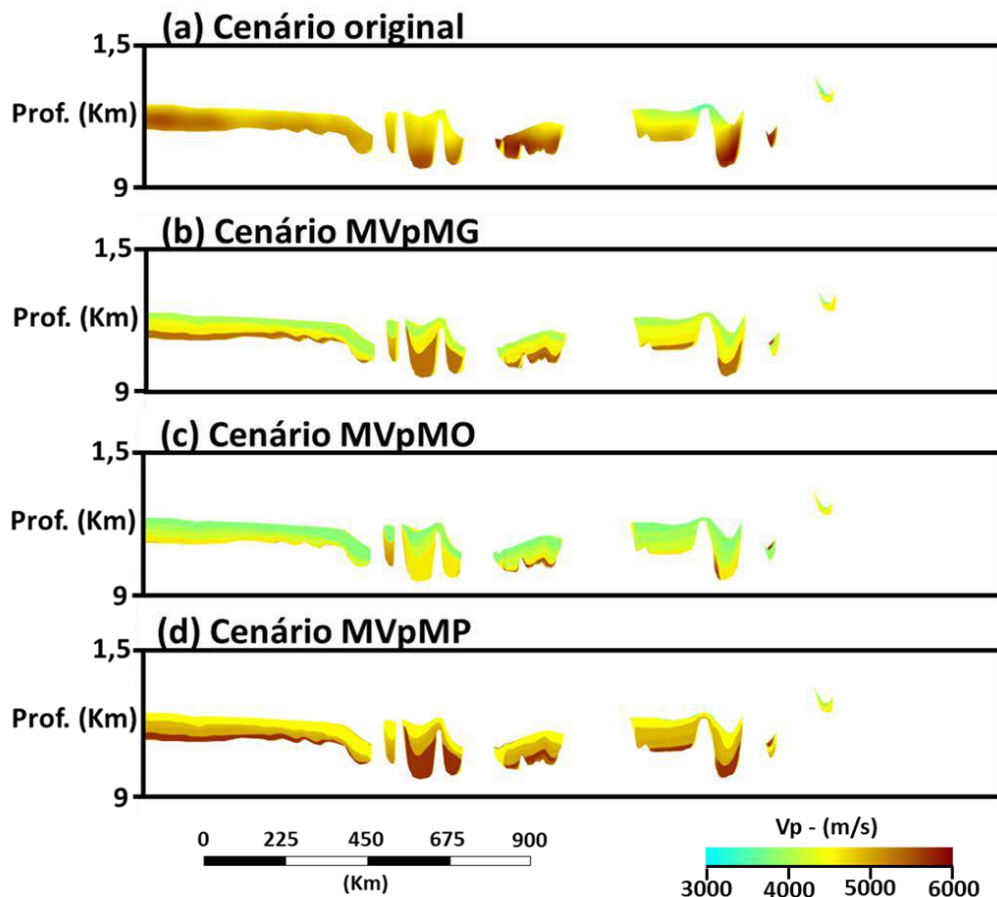 (a) Cenário original
1,5
Prof. (Km)
9
(b) Cenário MVpMG
1,5
Prof. (Km)
9
(c) Cenário MVpMO
1,5
Prof. (Km)
9
(d) Cenário MVpMP
1,5
Prof. (Km)
9
0 225 450 675 900
(Km)
Vp - (m/s)
3000 4000 5000 6000